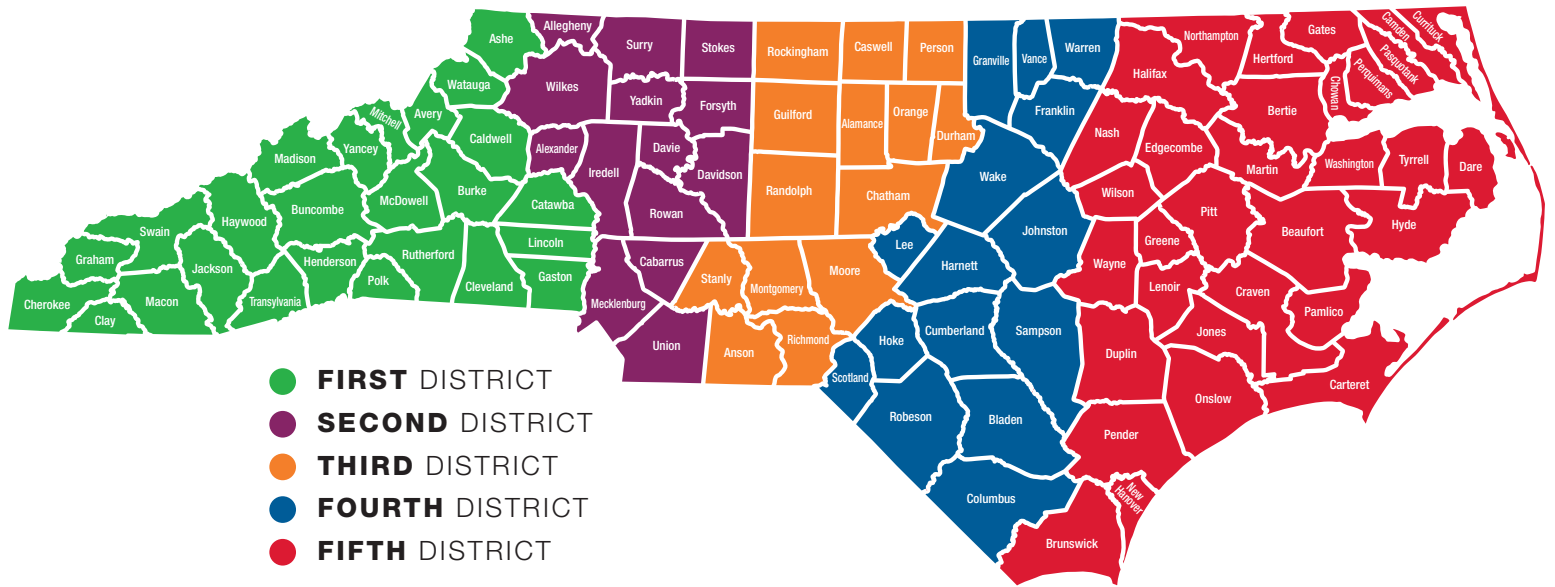 Ashe
Allegheny
Surry
Stokes
Rockingham
Caswell
Person
Granville
Vance
Warren
Northampton
Gates
Camden
Currituck
Watauga
Wilkes
Yadkin
Forsyth
Guilford
Alamance
Orange
Durham
Franklin
Halifax
Hertford
Chowan
Perquimans
Pasquotank
Mitchell
Avery
Caldwell
Alexander
Iredell
Davie
Davidson
Randolph
Chatham
Wake
Nash
Edgecombe
Bertie
Martin
Washington
Tyrrell
Dare
Madison
Yancey
McDowell
Burke
Catawba
Rowan
Wilson
Pitt
Beaufort
Hyde
Swain
Haywood
Buncombe
Rutherford
Lincoln
Cabarrus
Stanly
Montgomery
Moore
Lee
Harnett
Johnston
Wayne
Greene
Lenoir
Craven
Pamlico
Graham
Jackson
Henderson
Polk
Cleveland
Gaston
Mecklenburg
Cherokee
Clay
Macon
Transylvania
Union
Anson
Richmond
Scotland
Hoke
Cumberland
Sampson
Duplin
Jones
Onslow
Carteret
Robeson
Bladen
Pender
Columbus
Brunswick
New
Hanover
FIRST DISTRICT
SECOND DISTRICT
THIRD DISTRICT
FOURTH DISTRICT
FIFTH DISTRICT